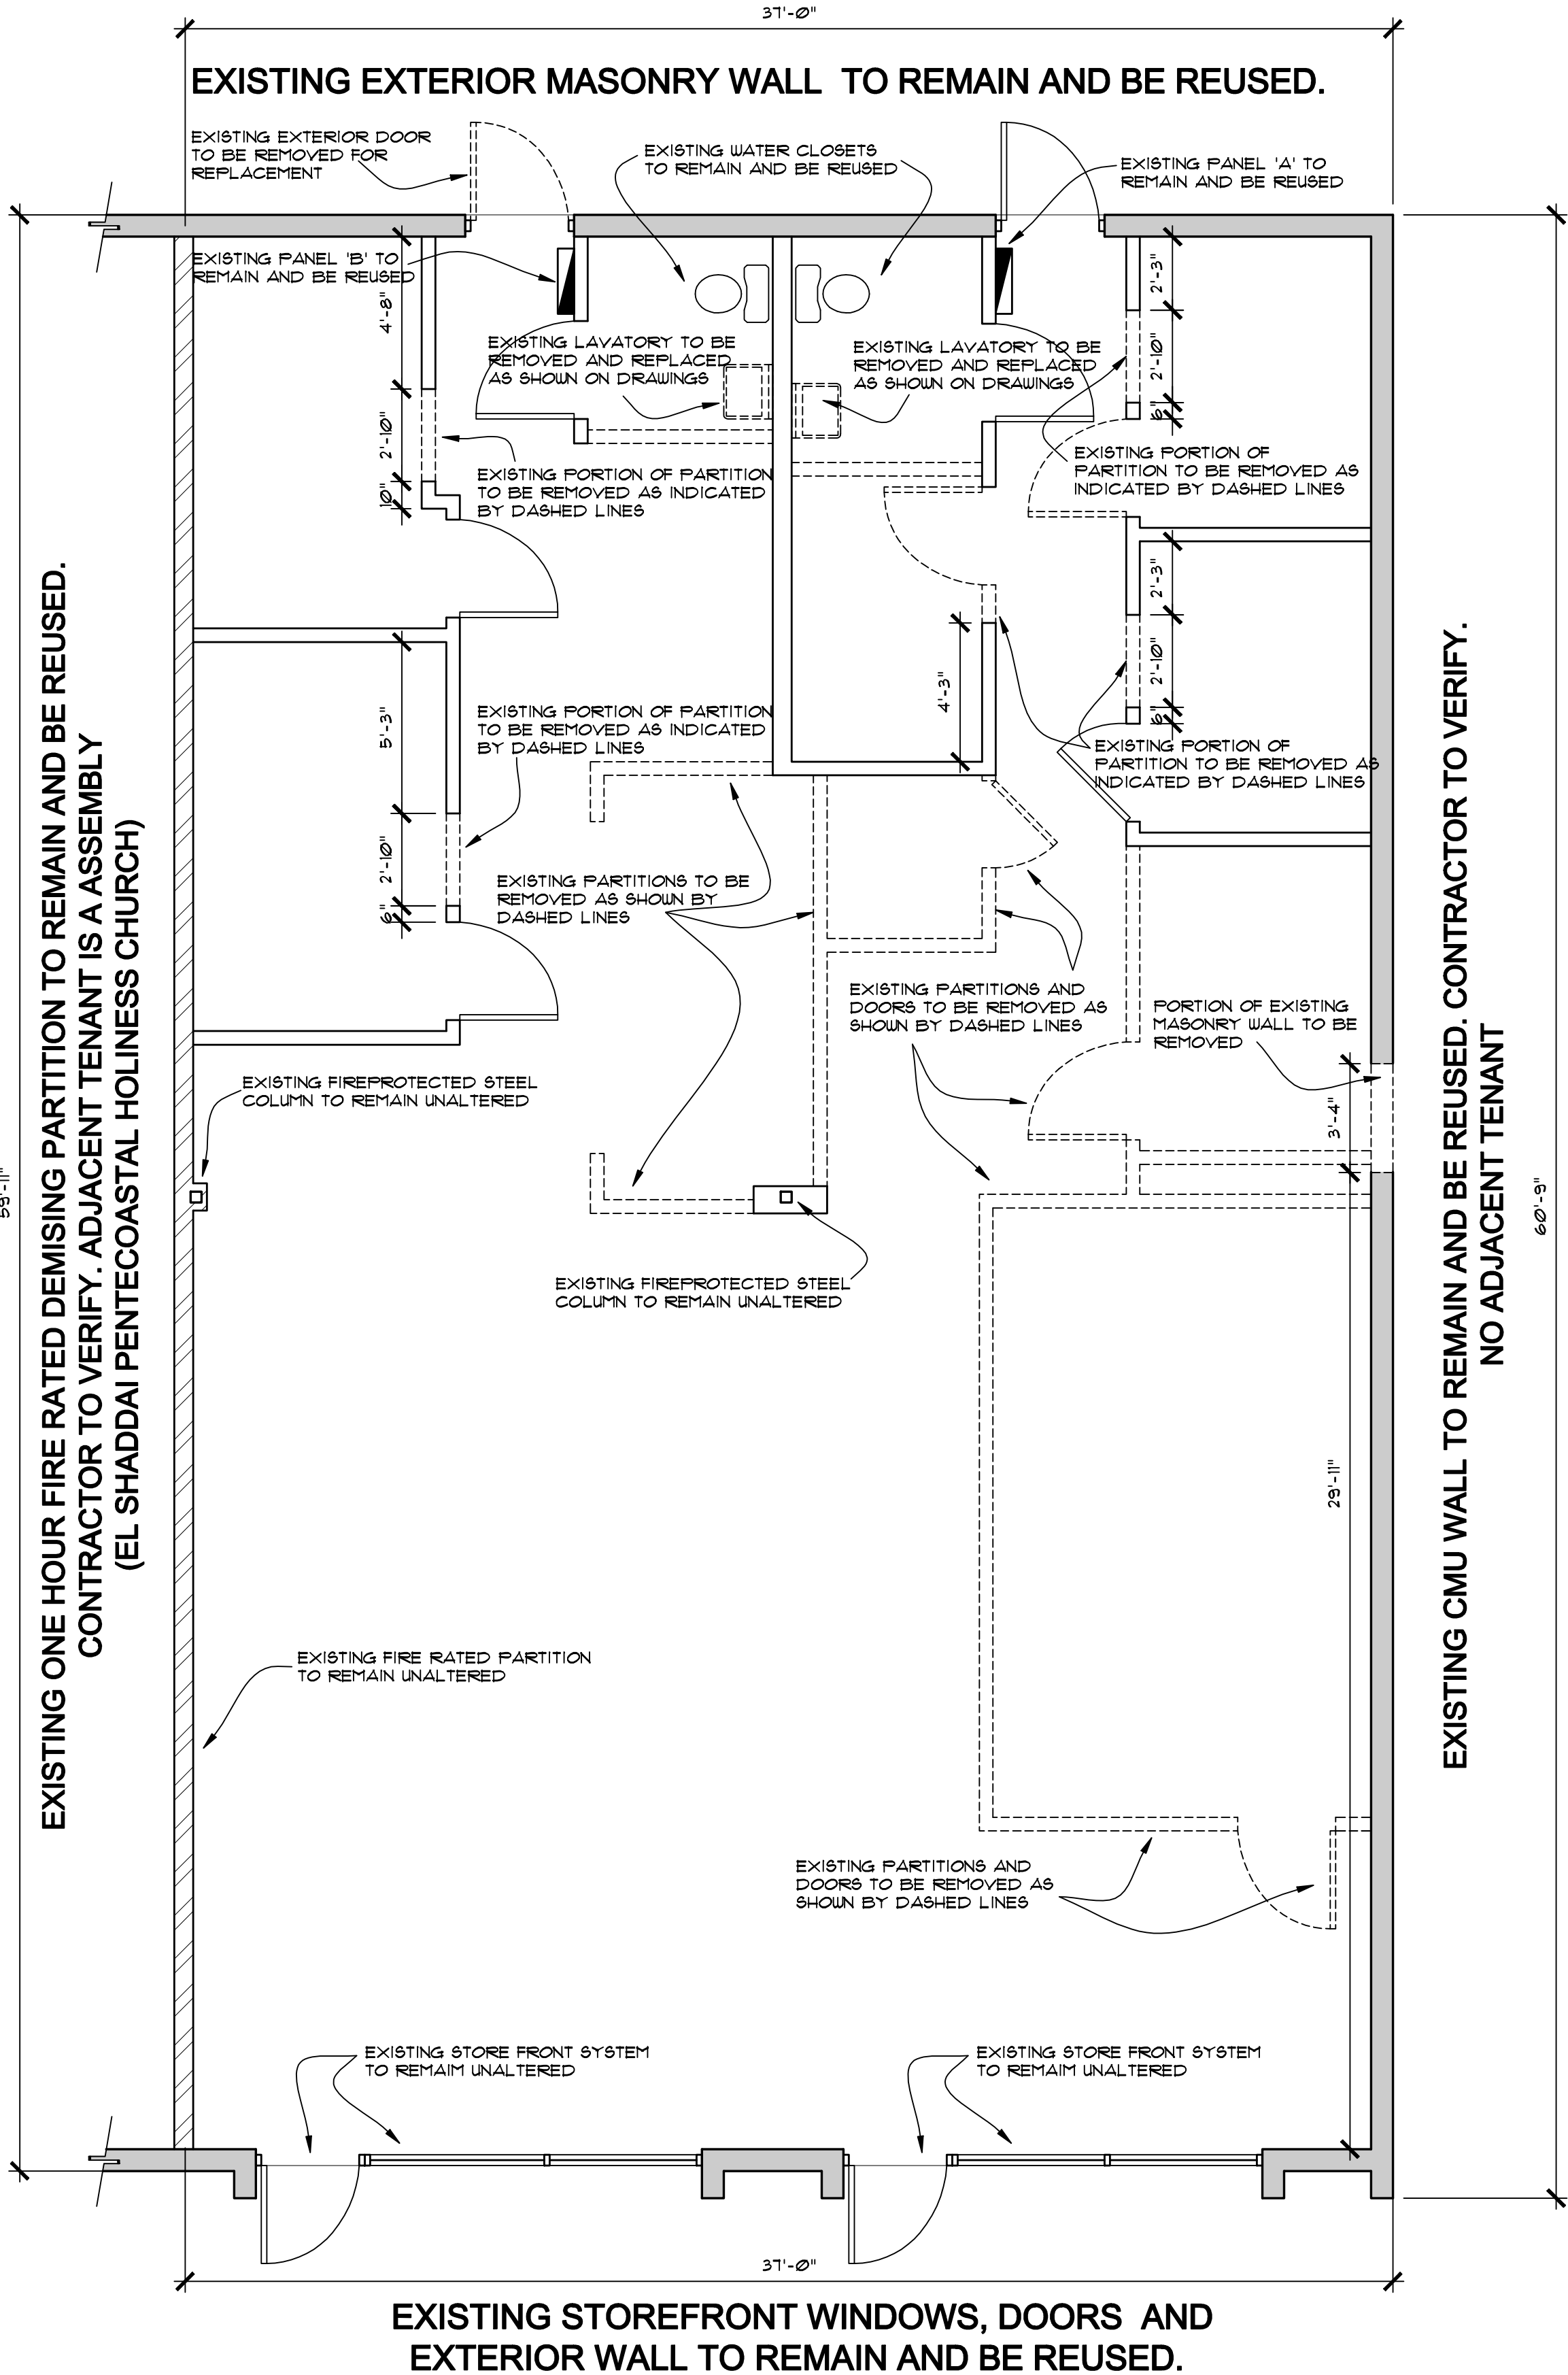 37'-0"
EXISTING EXTERIOR MASONRY WALL TO REMAIN AND BE REUSED.
EXISTING EXTERIOR DOOR
TO BE REMOVED FOR
REPLACEMENT
EXISTING WATER CLOSETS
TO REMAIN AND BE REUSED
EXISTING PANEL 'A' TO
REMAIN AND BE REUSED
EXISTING PANEL 'B' TO
REMAIN AND BE REUSED
4'-8"
2'-3"
EXISTING LAVATORY TO BE
REMOVED AND REPLACED
AS SHOWN ON DRAWINGS
EXISTING LAVATORY TO BE
REMOVED AND REPLACED
AS SHOWN ON DRAWINGS
2'-10"
6"
2'-10"
10"
EXISTING PORTION OF PARTITION
TO BE REMOVED AS INDICATED
BY DASHED LINES
EXISTING PORTION OF
PARTITION TO BE REMOVED AS
INDICATED BY DASHED LINES
2'-3"
2'-10"
6"
4'-3"
5'-3"
EXISTING PORTION OF PARTITION
TO BE REMOVED AS INDICATED
BY DASHED LINES
EXISTING PORTION OF
PARTITION TO BE REMOVED AS
INDICATED BY DASHED LINES
2'-10"
6"
EXISTING PARTITIONS TO BE
REMOVED AS SHOWN BY
DASHED LINES
EXISTING PARTITIONS AND
DOORS TO BE REMOVED AS
SHOWN BY DASHED LINES
PORTION OF EXISTING
MASONRY WALL TO BE
REMOVED
EXISTING FIREPROTECTED STEEL
COLUMN TO REMAIN UNALTERED
3'-4"
EXISTING ONE HOUR FIRE RATED DEMISING PARTITION TO REMAIN AND BE REUSED.
CONTRACTOR TO VERIFY. ADJACENT TENANT IS A ASSEMBLY
(EL SHADDAI PENTECOASTAL HOLINESS CHURCH)
59'-11"
EXISTING CMU WALL TO REMAIN AND BE REUSED. CONTRACTOR TO VERIFY.
NO ADJACENT TENANT
60'-9"
EXISTING FIREPROTECTED STEEL
COLUMN TO REMAIN UNALTERED
29'-11"
EXISTING FIRE RATED PARTITION
TO REMAIN UNALTERED
EXISTING PARTITIONS AND
DOORS TO BE REMOVED AS
SHOWN BY DASHED LINES
EXISTING STORE FRONT SYSTEM
TO REMAIM UNALTERED
EXISTING STORE FRONT SYSTEM
TO REMAIM UNALTERED
37'-0"
EXISTING STOREFRONT WINDOWS, DOORS AND
EXTERIOR WALL TO REMAIN AND BE REUSED.